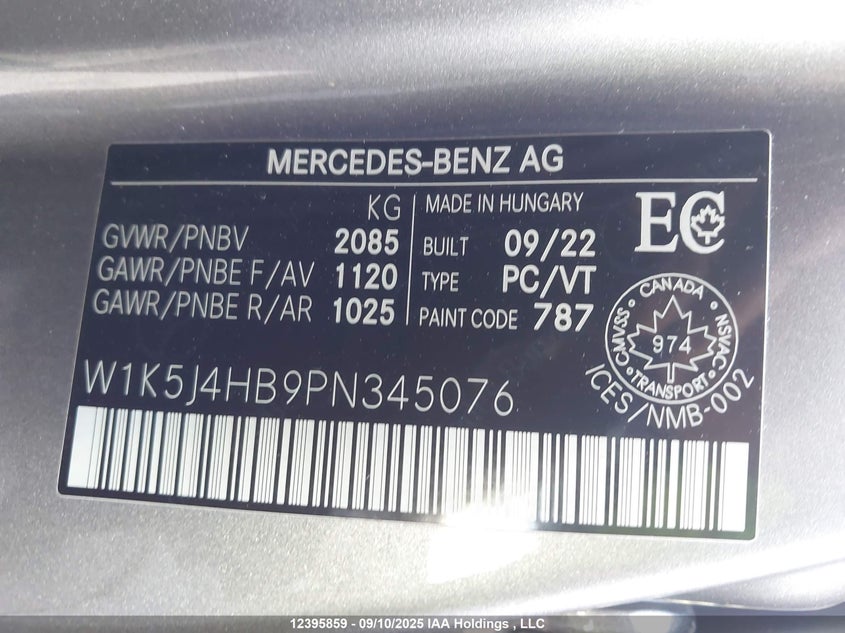 MERCEDES-BENZ AG
KG
GVWR/PNBV 2085
GAWR/PNBE F/AV 1120
GAWR/PNBE R/AR 1025
MADE IN HUNGARY
BUILT 09/22
TYPE PC/VT
PAINT CODE 787
EC
CANADA
CMVSS 974 NSVAC
TRANSPORT
ICES/NMB-002
W1K5J4HB9PN345076
12395859 - 09/10/2025 IAA Holdings , LLC